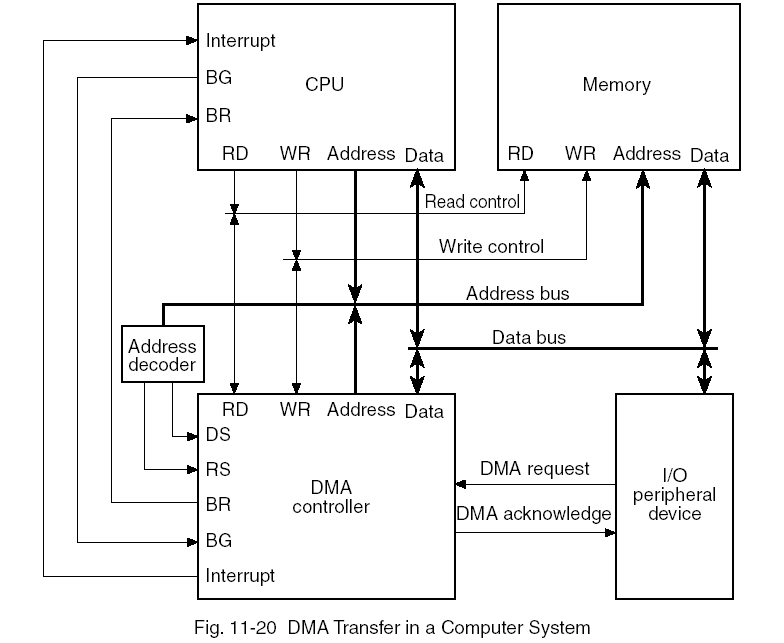 Interrupt
BG
CPU
Memory
BR
RD WR Address Data
RD WR Address Data
Read control
Write control
Address bus
Data bus
Address
decoder
RD WR Address Data
DS
RS
DMA
controller
BR
BG
Interrupt
DMA request
DMA acknowledge
I/O
peripheral
device
Fig. 11-20 DMA Transfer in a Computer System